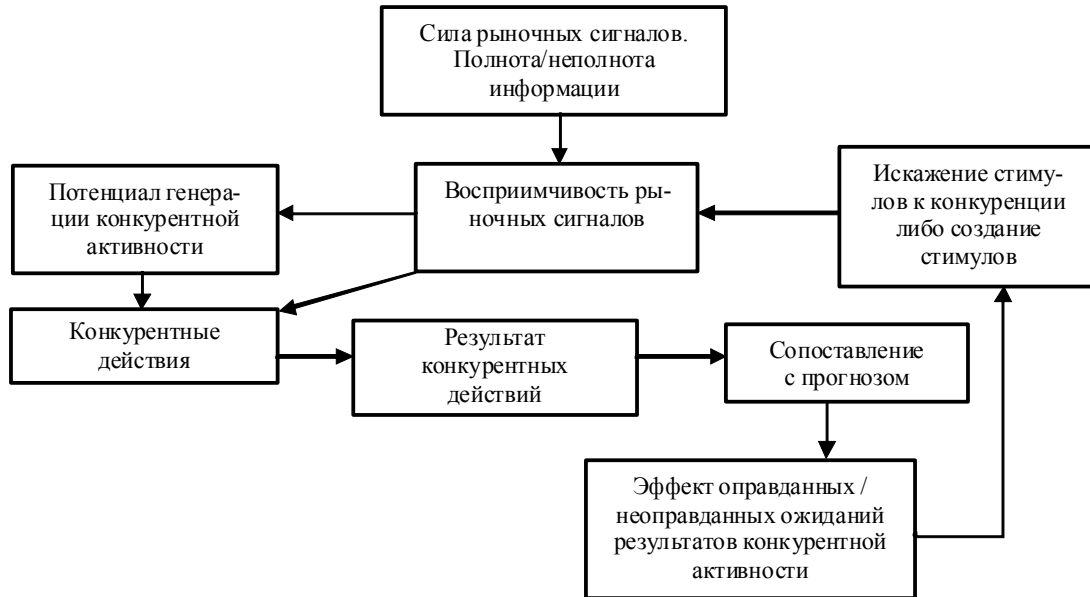 Сила рыночных сигналов.
Полнота/неполнота
информации
Потенциал генера-
ции конкурентной
активности
Восприимчивость ры-
ночных сигналов
Искажение стиму-
лов к конкуренции
либо создание
стимулов
Конкурентные
действия
Результат
конкурентных
действий
Сопоставление
с прогнозом
Эффект оправданных /
неоправданных ожиданий
результатов конкурентной
активности